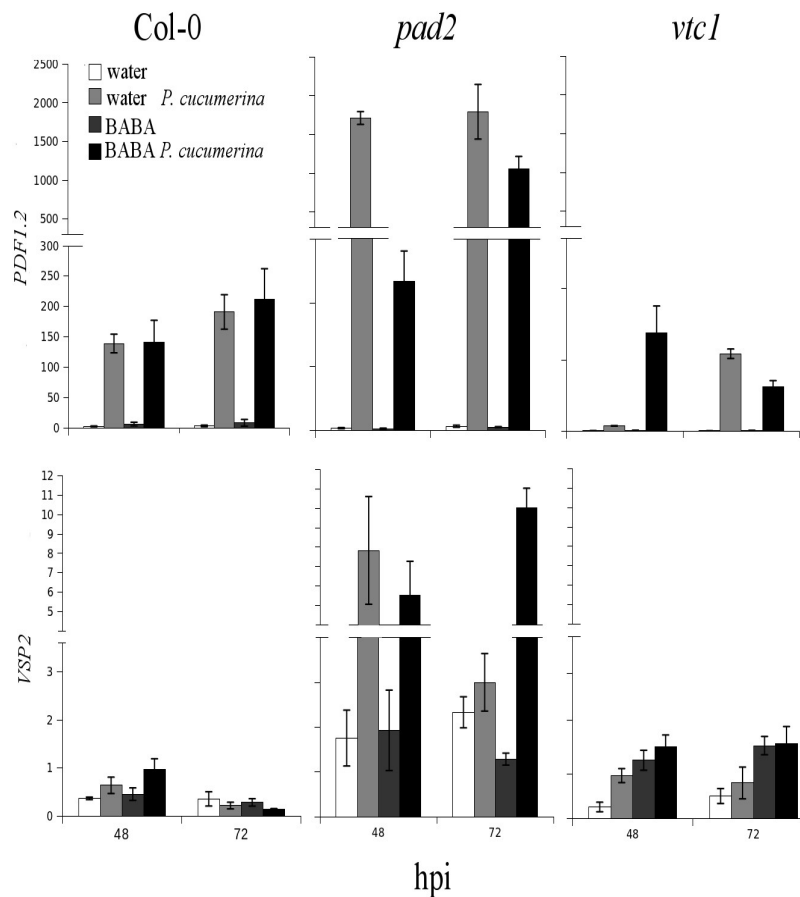 Col-0 pad2 vtc1
water
water P. cucumerina
BABA
BABA P. cucumerina
PDF1.2
2500
2000
1500
1000
500
300
250
200
150
100
50
0
VSP2
12
11
10
9
8
7
6
5
3
2
1
0
48 72 48 72 48 72
hpi